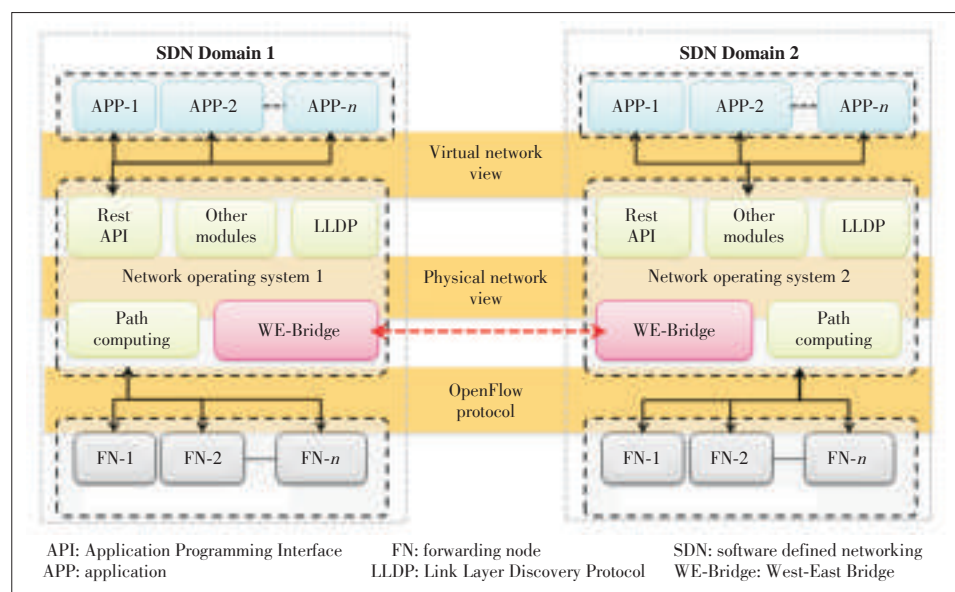 SDN Domain 1
SDN Domain 2
APP-1
APP-2
APP-n
APP-1
APP-2
APP-n
Virtual network
view
Rest
API
Other
modules
LLDP
Rest
API
Other
modules
LLDP
Network operating system 1
Physical network
view
Network operating system 2
Path
computing
WE-Bridge
WE-Bridge
Path
computing
OpenFlow
protocol
FN-1
FN-2
FN-n
FN-1
FN-2
FN-n
API: Application Programming Interface
FN: forwarding node
SDN: software defined networking
APP: application
LLDP: Link Layer Discovery Protocol
WE-Bridge: West-East Bridge